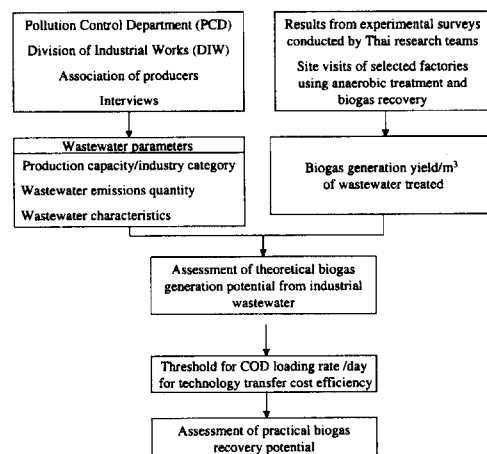 Pollution Control Department (PCD)
Division of Industrial Works (DIW)
Association of producers
Interviews
Results from experimental surveys
conducted by Thai research teams
Site visits of selected factories
using anaerobic treatment and
biogas recovery
Wastewater parameters
Production capacity/industry category
Wastewater emissions quantity
Wastewater characteristics
Biogas generation yield/m³
of wastewater treated
Assessment of theoretical biogas
generation potential from industrial
wastewater
Threshold for COD loading rate /day
for technology transfer cost efficiency
Assessment of practical biogas
recovery potential